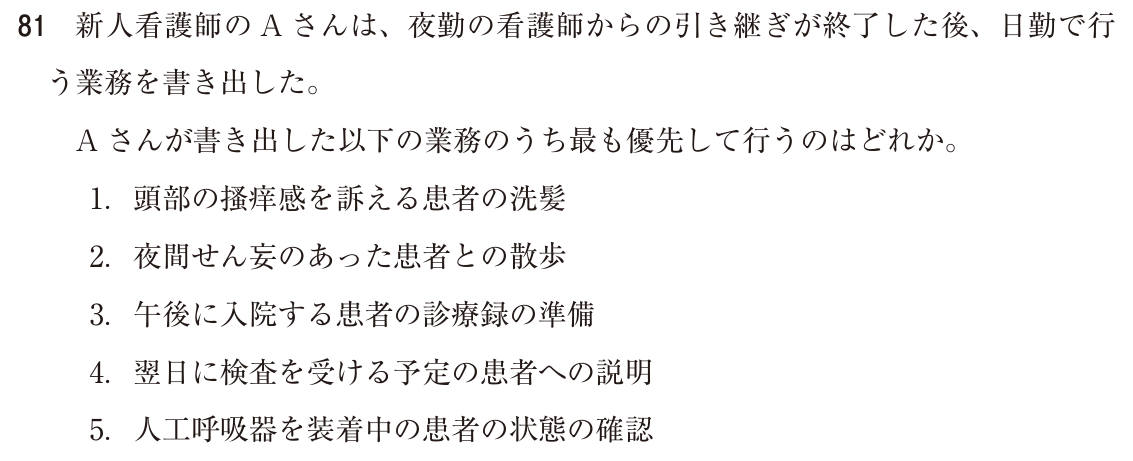 81 新人看護師の A さんは、夜勤の看護師からの引き継ぎが終了した後、日勤で行
う業務を書き出した。
A さんが書き出した以下の業務のうち最も優先して行うのはどれか。
1. 頭部の搔痒感を訴える患者の洗髪
2. 夜間せん妄のあった患者との散歩
3. 午後に入院する患者の診療録の準備
4. 翌日に検査を受ける予定の患者への説明
5. 人工呼吸器を装着中の患者の状態の確認